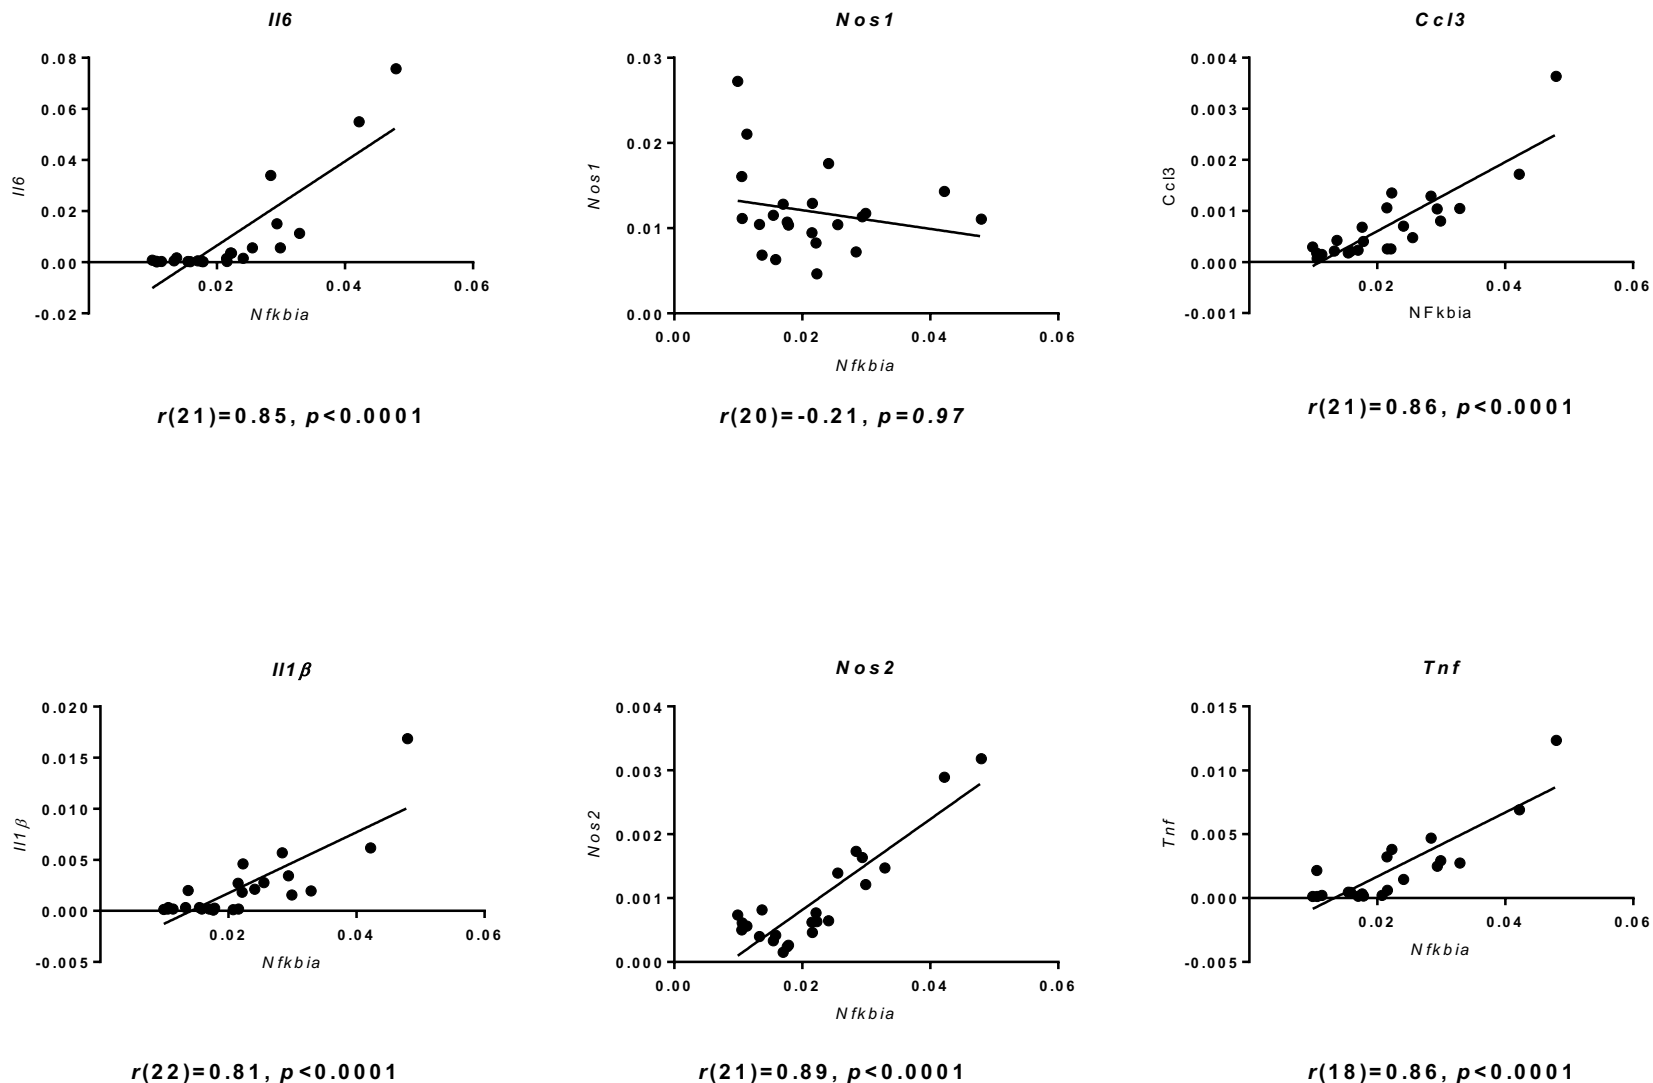 Il6
0.08
0.06
0.04
0.02
0.00
-0.02
0.02 0.04 0.06
Il6
Nfkbia
r(21)=0.85, p<0.0001
Nos1
0.03
0.02
0.01
0.00
0.00 0.02 0.04 0.06
Nos1
Nfkbia
r(20)=-0.21, p=0.97
Ccl3
0.004
0.003
0.002
0.001
0.000
-0.001
0.02 0.04 0.06
Ccl3
NFkbia
r(21)=0.86, p<0.0001
Il1β
0.020
0.015
0.010
0.005
0.000
-0.005
0.02 0.04 0.06
Il1β
Nfkbia
r(22)=0.81, p<0.0001
Nos2
0.004
0.003
0.002
0.001
0.000
0.00 0.02 0.04 0.06
Nos2
Nfkbia
r(21)=0.89, p<0.0001
Tnf
0.015
0.010
0.005
0.000
-0.005
0.02 0.04 0.06
Tnf
Nfkbia
r(18)=0.86, p<0.0001